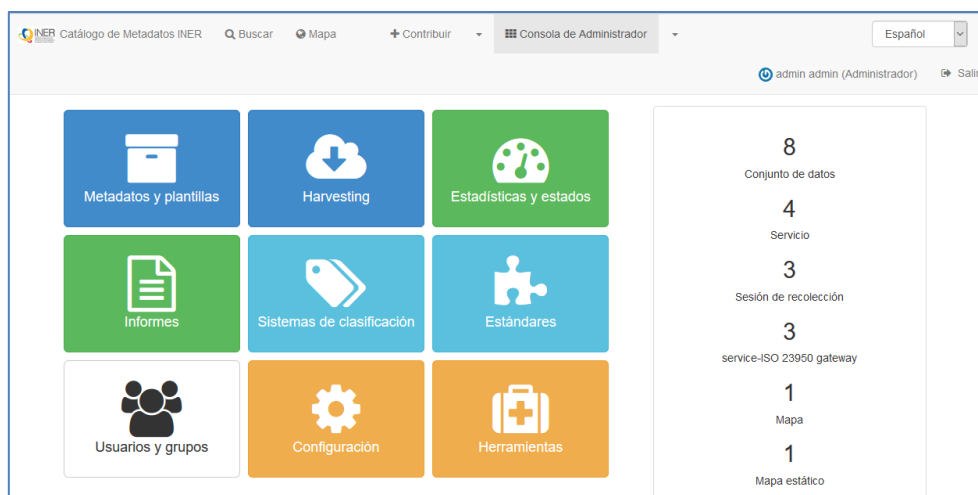 INER Catálogo de Metadatos INER Buscar Mapa Contribuir Consola de Administrador Español
admin admin (Administrador) Salir
Metadatos y plantillas
Harvesting
Estadísticas y estados
Informes
Sistemas de clasificación
Estándares
Usuarios y grupos
Configuración
Herramientas
8
Conjunto de datos
4
Servicio
3
Sesión de recolección
3
service-ISO 23950 gateway
1
Mapa
1
Mapa estático